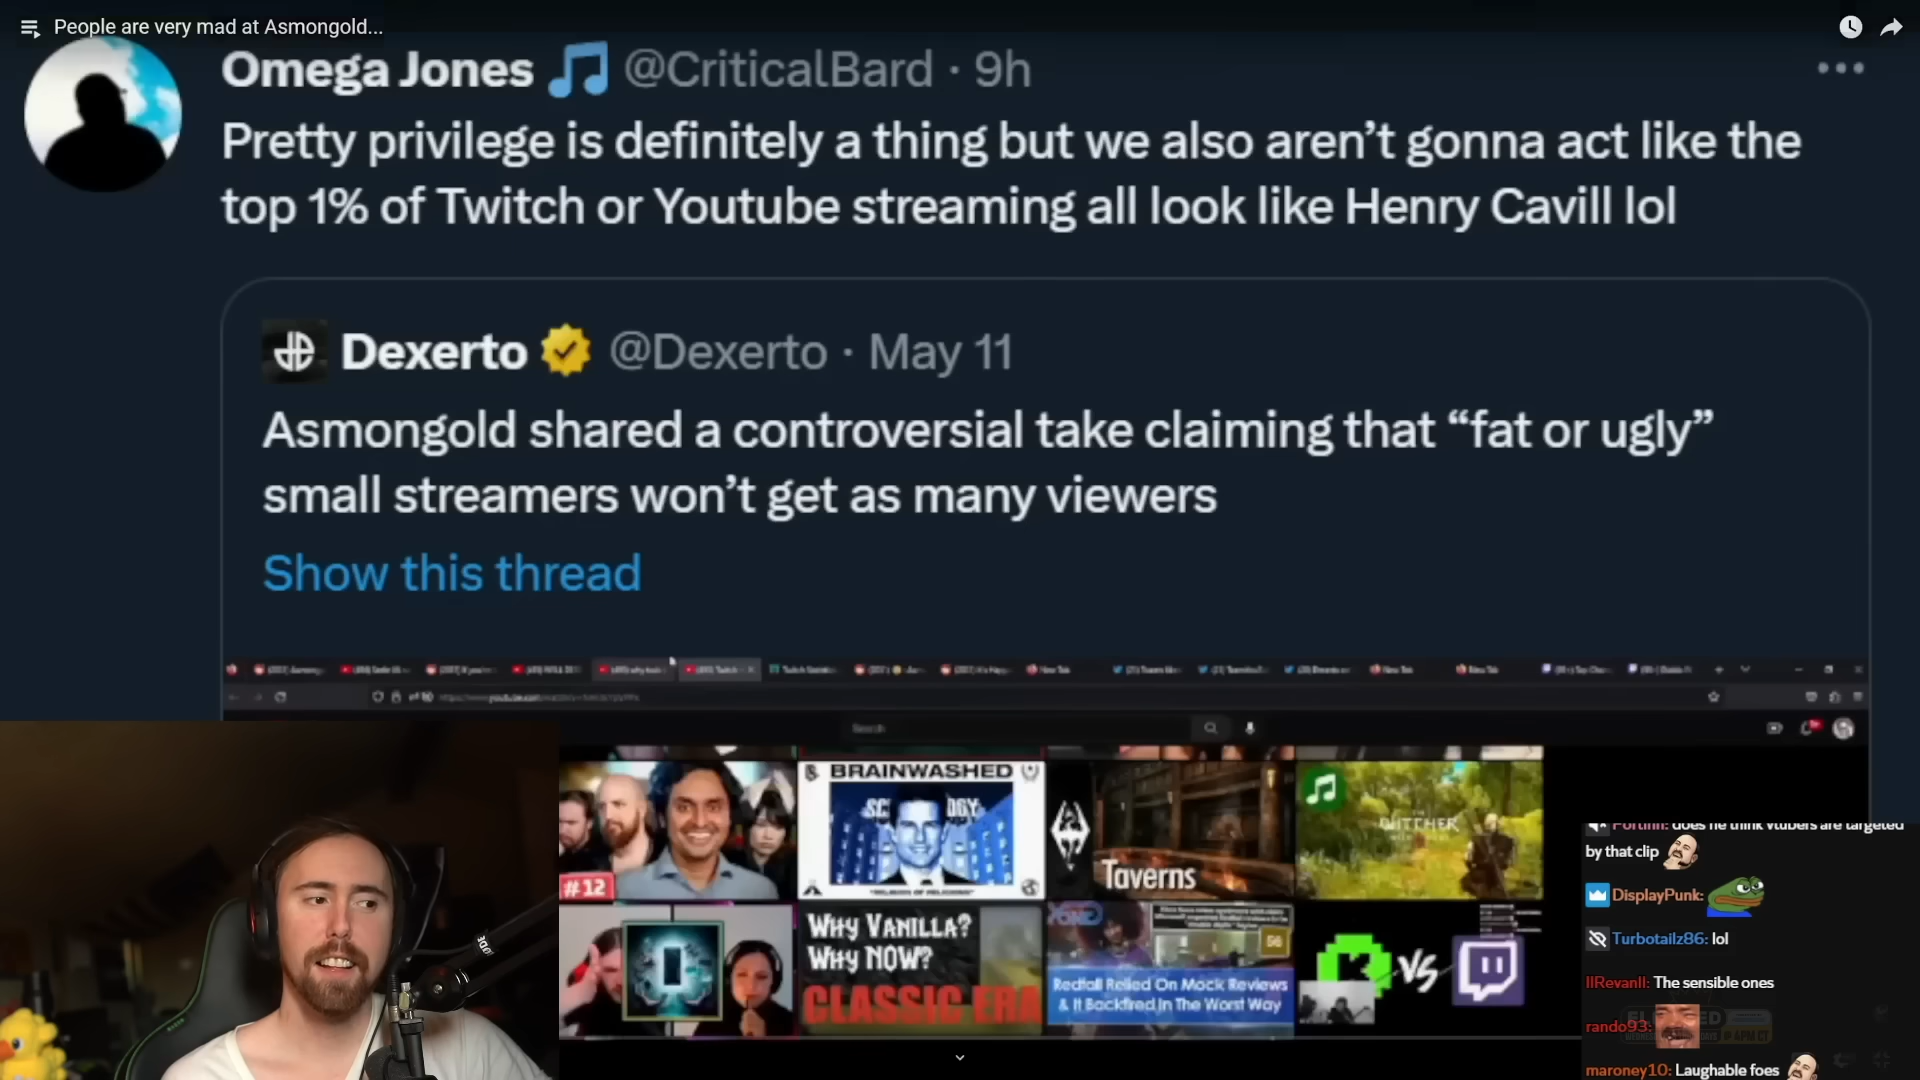 People are very mad at Asmongold...
Omega Jones @CriticalBard · 9h
Pretty privilege is definitely a thing but we also aren't gonna act like the
top 1% of Twitch or Youtube streaming all look like Henry Cavill lol
Dexerto @Dexerto · May 11
Asmongold shared a controversial take claiming that “fat or ugly”
small streamers won't get as many viewers
Show this thread
Search
#12
BRAINWASHED
Taverns
WITCHER
WHY VANILLA?
WHY NOW?
CLASSIC ERA
Redfall Relied On Mock Reviews
& It Backfired In The Worst Way
VS
Fortinn: does he think vtubers are targeted
by that clip
DisplayPunk:
Turbotailz86: lol
IIRevanII: The sensible ones
rando93:
maroney10: Laughable foes